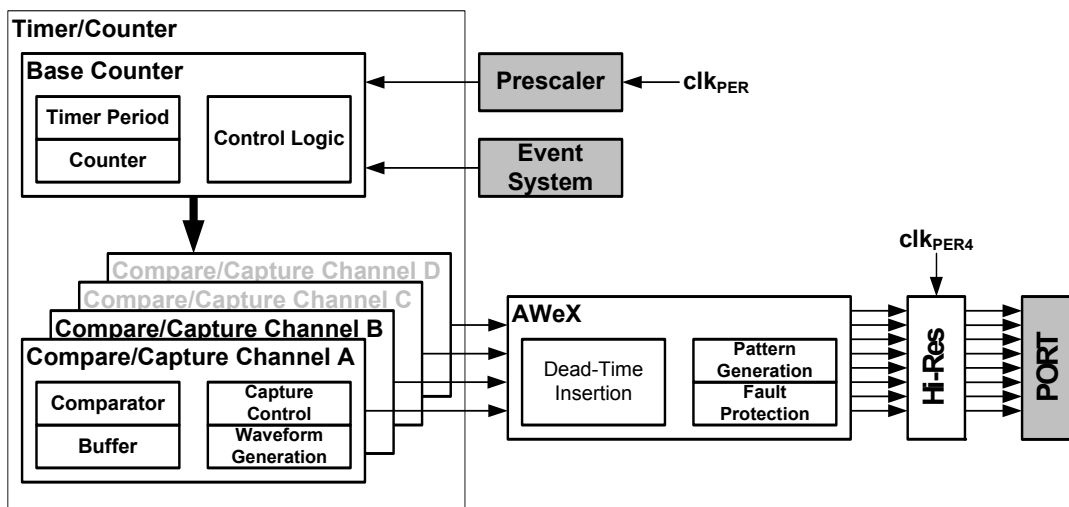 Timer/Counter
Base Counter
Timer Period
Counter
Control Logic
Prescaler
clkPER
Event
System
Compare/Capture Channel D
Compare/Capture Channel C
Compare/Capture Channel B
Compare/Capture Channel A
Comparator
Buffer
Capture
Control
Waveform
Generation
AWeX
Dead-Time
Insertion
Pattern
Generation
Fault
Protection
clkPER4
Hi-Res
PORT